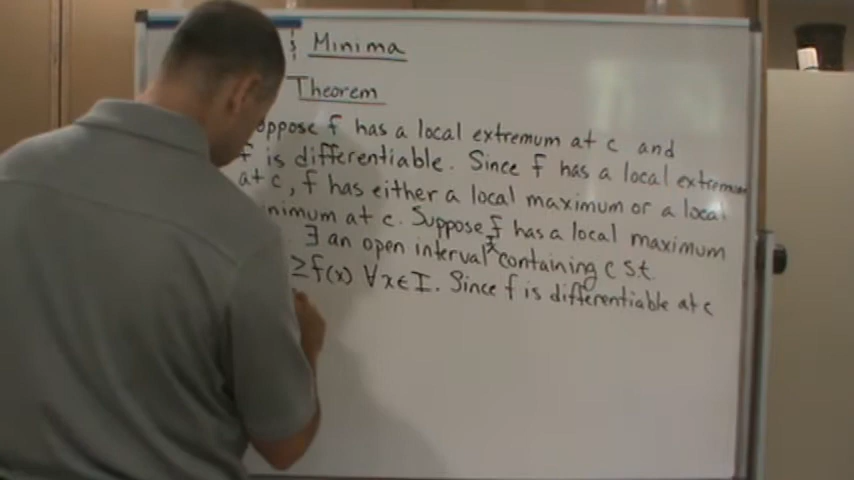 & Minima
Theorem
ppose f has a local extremum at c and
f is differentiable. Since f has a local extremum
at c, f has either a local maximum or a local
nimum at c. Suppose f has a local maximum
∃ an open interval I containing c s.t.
≥f(x) ∀x∈I. Since f is differentiable at c